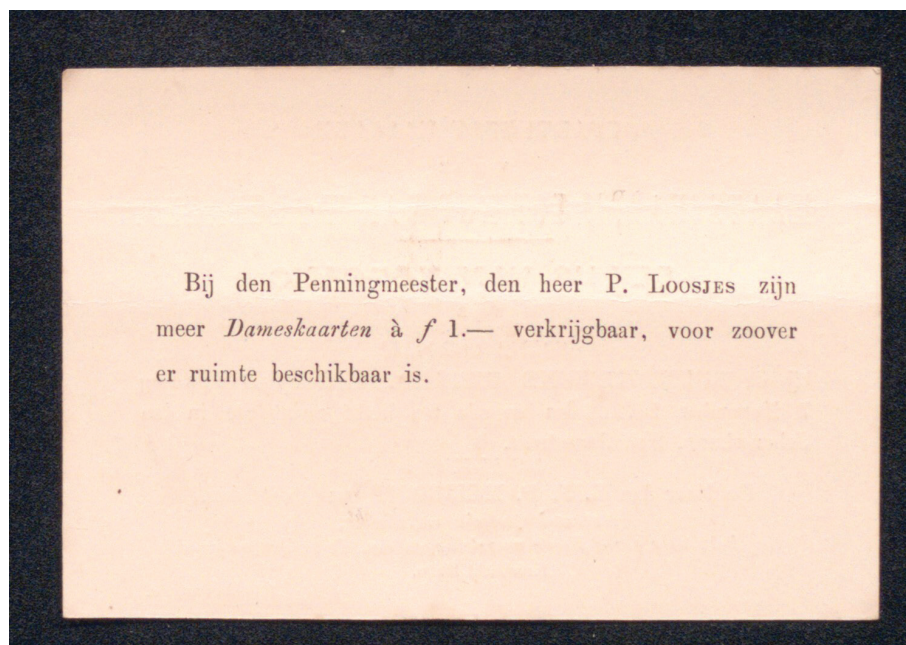 Bij den Penningmeester, den heer P. Loosjes zijn
meer Dameskaarten à f 1.— verkrijgbaar, voor zoover
er ruimte beschikbaar is.